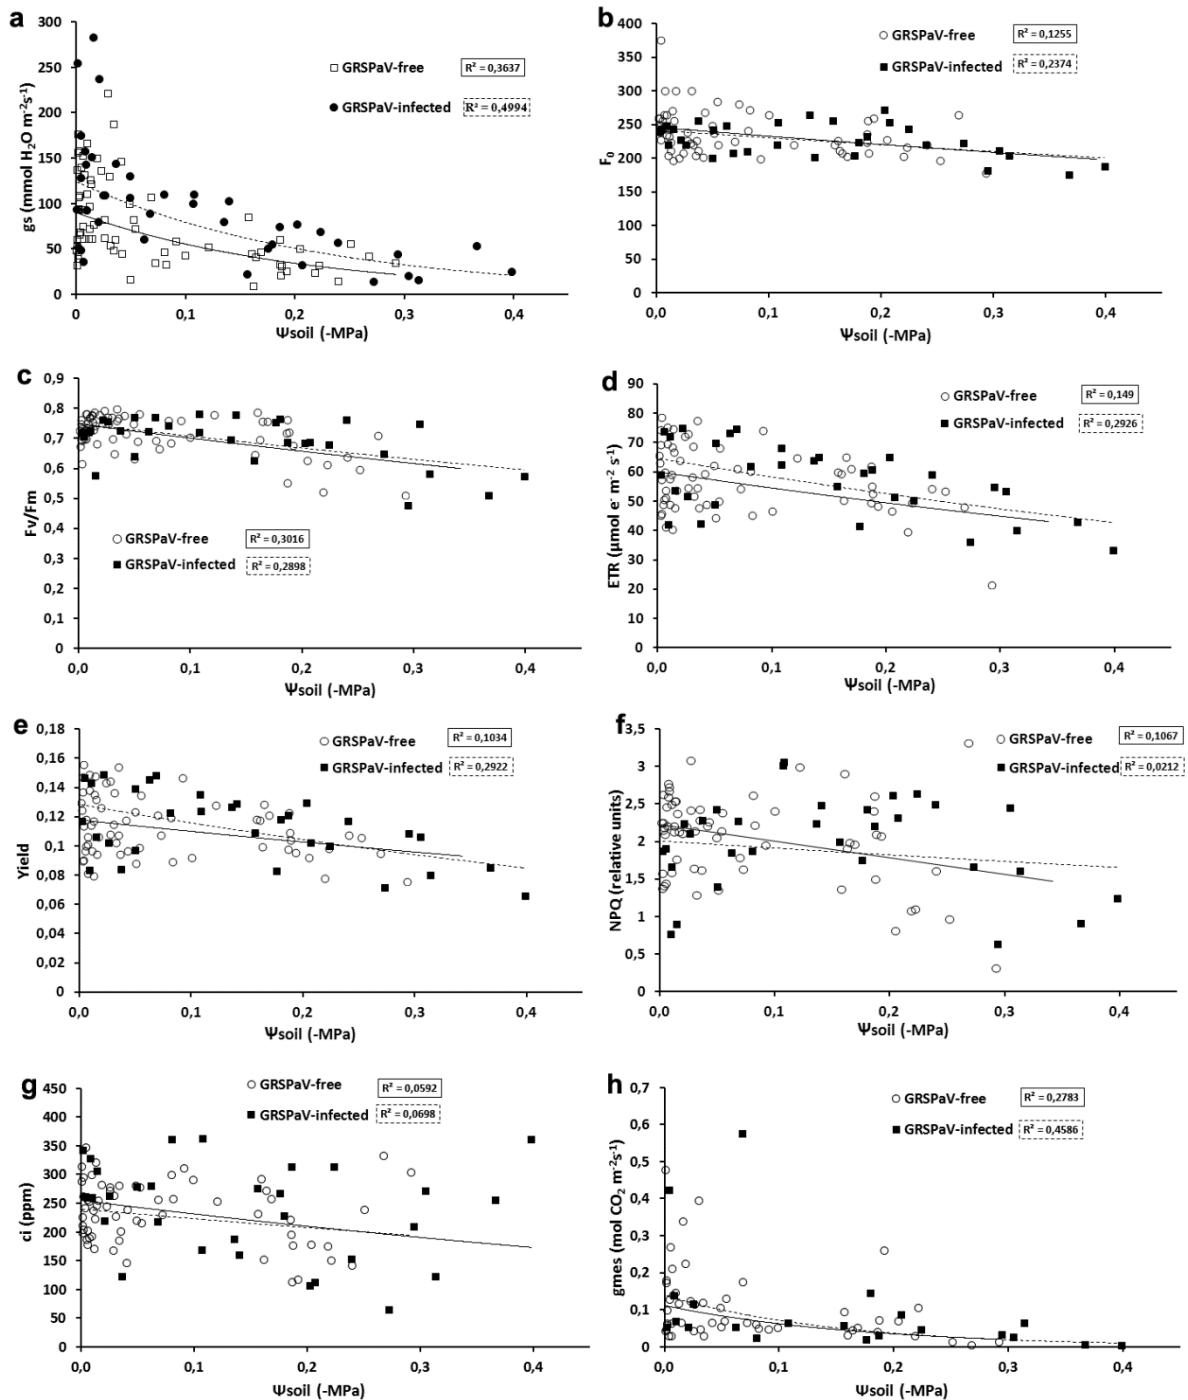 a
gs (mmol H₂O m⁻²s⁻¹)
300
250
200
150
100
50
0
0
0,1
0,2
0,3
0,4
Ψsoil (-MPa)
GRSPaV-free
R² = 0,3637
GRSPaV-infected
R² = 0,4994
b
F₀
400
350
300
250
200
150
100
50
0
0,0
0,1
0,2
0,3
0,4
Ψsoil (-MPa)
GRSPaV-free
R² = 0,1255
GRSPaV-infected
R² = 0,2374
c
Fv/Fm
0,9
0,8
0,7
0,6
0,5
0,4
0,3
0,2
0,1
0
0,0
0,1
0,2
0,3
0,4
Ψsoil (-MPa)
GRSPaV-free
R² = 0,3016
GRSPaV-infected
R² = 0,2898
d
ETR (μmol e⁻ m⁻² s⁻¹)
90
80
70
60
50
40
30
20
10
0
0,0
0,1
0,2
0,3
0,4
Ψsoil (-MPa)
GRSPaV-free
R² = 0,149
GRSPaV-infected
R² = 0,2926
e
Yield
0,18
0,16
0,14
0,12
0,1
0,08
0,06
0,04
0,02
0
0,0
0,1
0,2
0,3
0,4
Ψsoil (-MPa)
GRSPaV-free
R² = 0,1034
GRSPaV-infected
R² = 0,2922
f
NPQ (relative units)
3,5
3
2,5
2
1,5
1
0,5
0
0,0
0,1
0,2
0,3
0,4
Ψsoil (-MPa)
GRSPaV-free
R² = 0,1067
GRSPaV-infected
R² = 0,0212
g
ci (ppm)
450
400
350
300
250
200
150
100
50
0
0,0
0,1
0,2
0,3
0,4
Ψsoil (-MPa)
GRSPaV-free
R² = 0,0592
GRSPaV-infected
R² = 0,0698
h
gmes (mol CO₂ m⁻²s⁻¹)
0,7
0,6
0,5
0,4
0,3
0,2
0,1
0
0,0
0,1
0,2
0,3
0,4
Ψsoil (-MPa)
GRSPaV-free
R² = 0,2783
GRSPaV-infected
R² = 0,4586